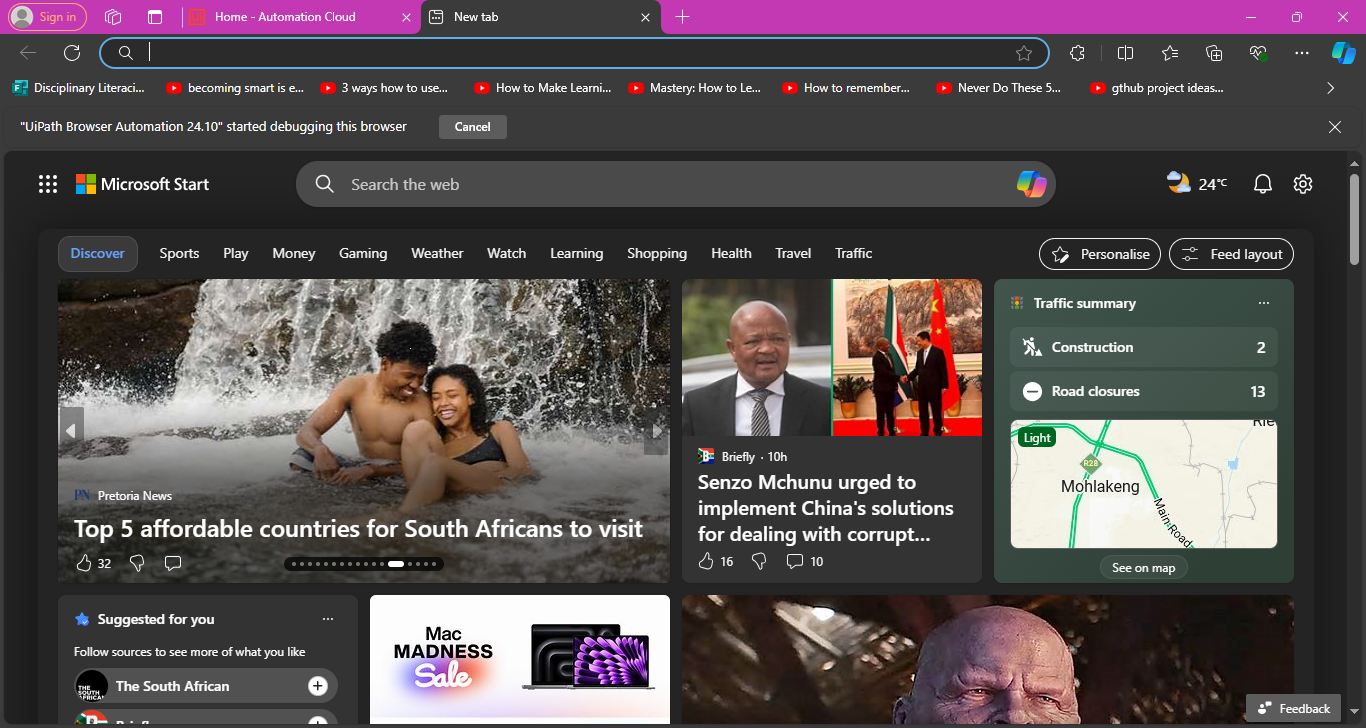 Sign in
Home - Automation Cloud
New tab
Disciplinary Literaci...
becoming smart is e...
3 ways how to use...
How to Make Learni...
Mastery: How to Le...
How to remember...
Never Do These 5...
gthub project ideas...
"UiPath Browser Automation 24.10" started debugging this browser
Cancel
Microsoft Start
Search the web
24°C
Discover
Sports
Play
Money
Gaming
Weather
Watch
Learning
Shopping
Health
Travel
Traffic
Personalise
Feed layout
PN Pretoria News
Top 5 affordable countries for South Africans to visit
32
Briefly · 10h
Senzo Mchunu urged to
implement China's solutions
for dealing with corrupt...
16
10
Traffic summary
Construction 2
Road closures 13
Light
R28
Mohlakeng
Main Road
See on map
Suggested for you
Follow sources to see more of what you like
THE
SOUTH
AFRICAN
The South African
Mac
MADNESS
Sale
Feedback